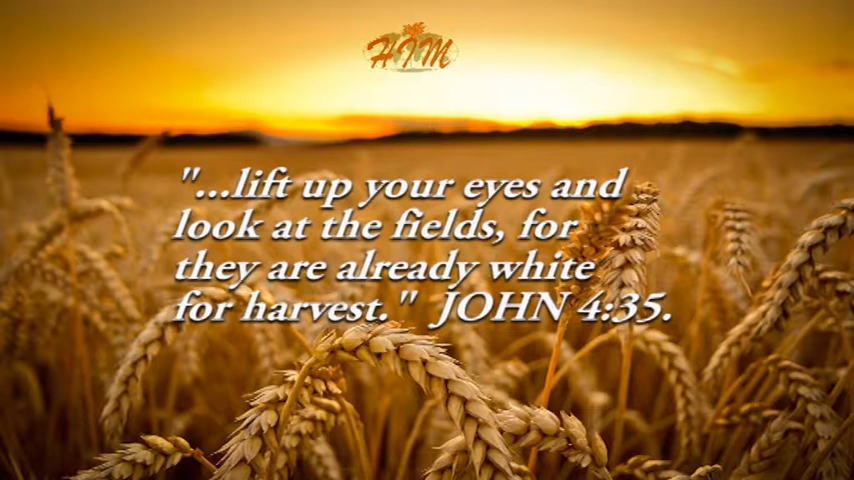 HIM
"...lift up your eyes and
look at the fields, for
they are already white
for harvest." JOHN 4:35.